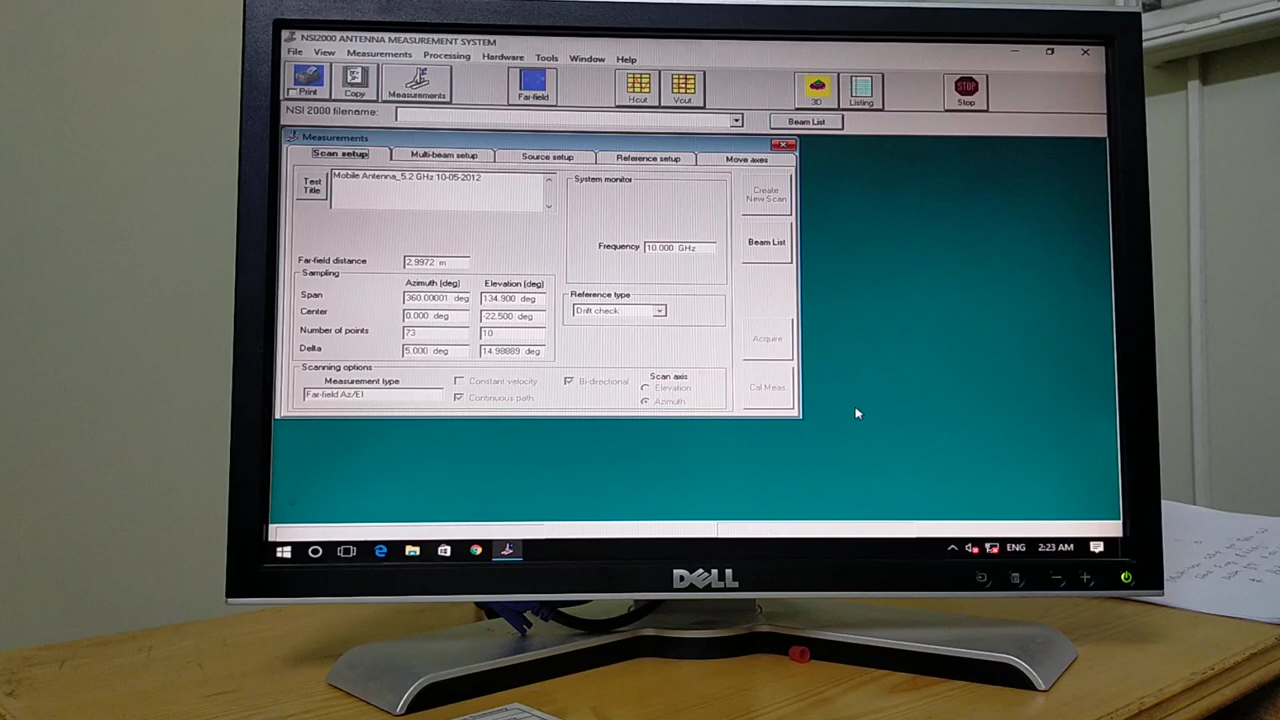 NSI2000 ANTENNA MEASUREMENT SYSTEM
File View Measurements Processing Hardware Tools Window Help
Print Copy Measurements Far-field Hcut Vcut 3D Listing STOP Stop
NSI 2000 filename: Beam List
Measurements
Scan setup Multi-beam setup Source setup Reference setup Move axes
Test Title Mobile Antenna_5.2 GHz 10-05-2012
System monitor
Create New Scan
Frequency 10.000 GHz
Beam List
Far-field distance 2.9972 m
Sampling
Azimuth (deg) Elevation (deg)
Span 360.00001 deg 134.900 deg
Center 0.000 deg -22.500 deg
Number of points 73 10
Delta 5.000 deg 14.98889 deg
Reference type
Drift check
Acquire
Scanning options
Measurement type
Far-field Az/El
Constant velocity
Continuous path
Bi-directional
Scan axis
Elevation
Azimuth
Cal Meas
ENG 2:23 AM
DELL